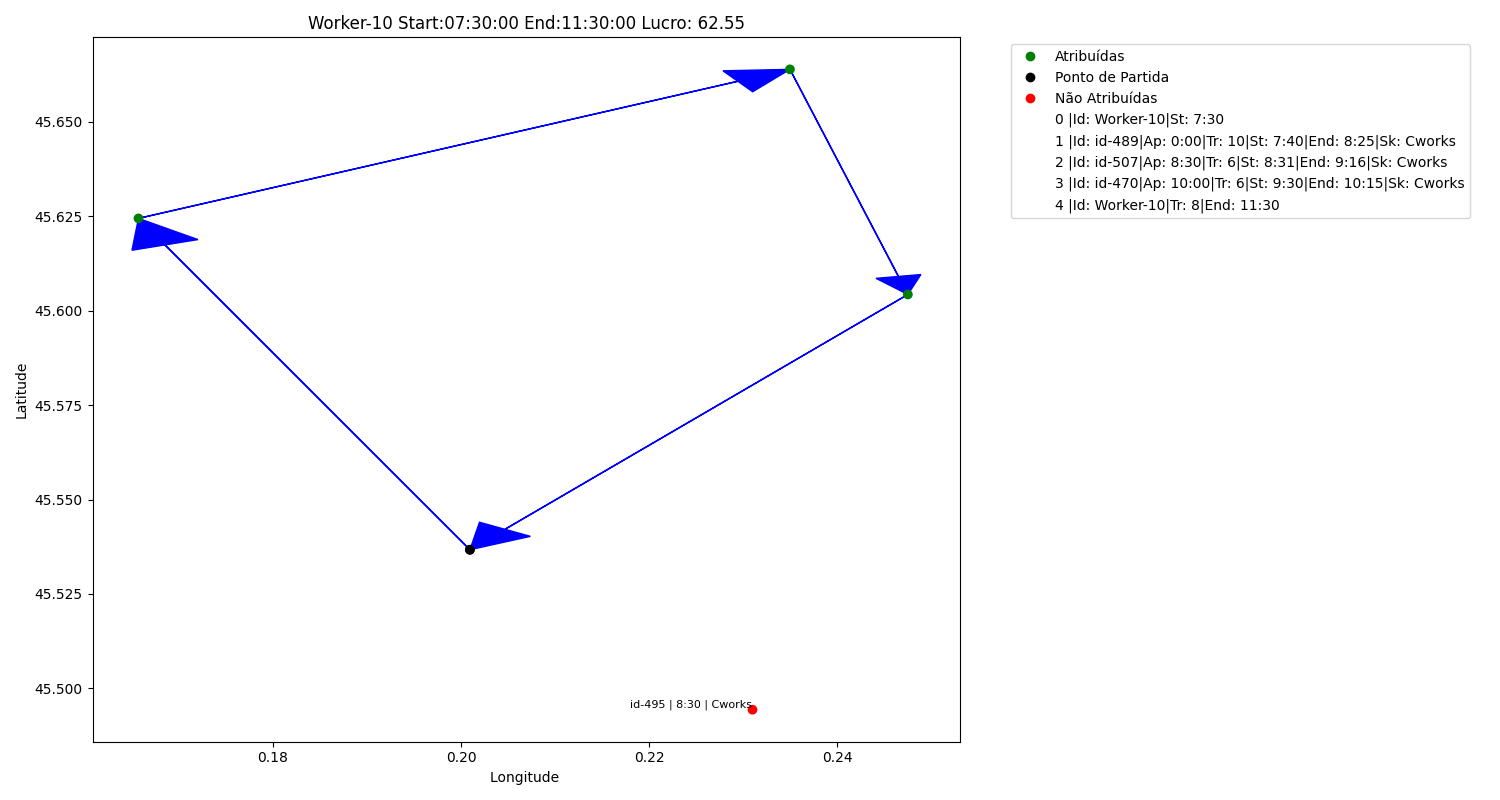 Worker-10 Start:07:30:00 End:11:30:00 Lucro: 62.55
Atribuídas
Ponto de Partida
Não Atribuídas
0 |Id: Worker-10|St: 7:30
1 |Id: id-489|Ap: 0:00|Tr: 10|St: 7:40|End: 8:25|Sk: Cworks
2 |Id: id-507|Ap: 8:30|Tr: 6|St: 8:31|End: 9:16|Sk: Cworks
3 |Id: id-470|Ap: 10:00|Tr: 6|St: 9:30|End: 10:15|Sk: Cworks
4 |Id: Worker-10|Tr: 8|End: 11:30
Latitude
45.650
45.625
45.600
45.575
45.550
45.525
45.500
id-495 | 8:30 | Cworks
0.18
0.20
0.22
0.24
Longitude